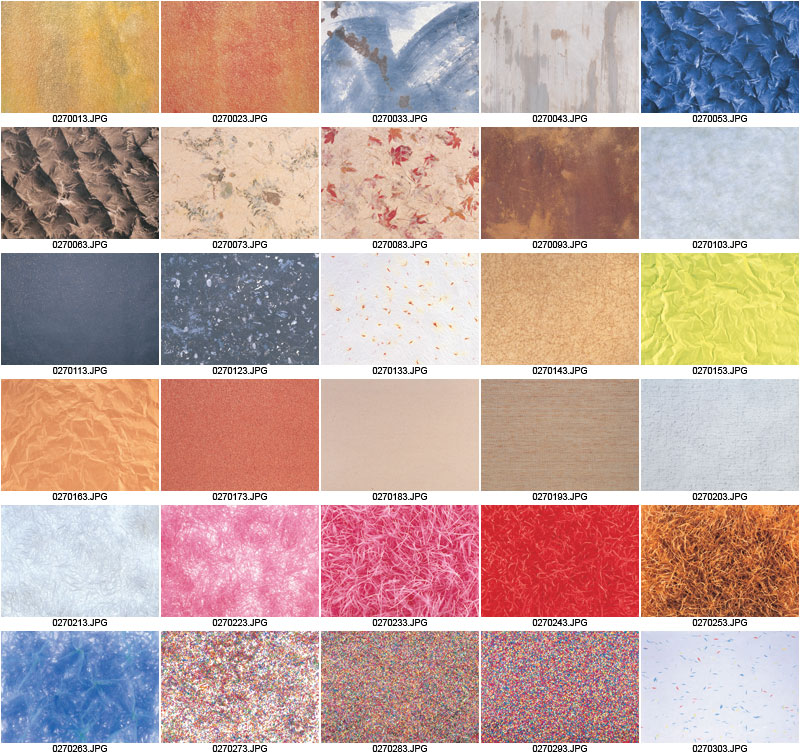 0270013.JPG 0270023.JPG 0270033.JPG 0270043.JPG 0270053.JPG
0270063.JPG 0270073.JPG 0270083.JPG 0270093.JPG 0270103.JPG
0270113.JPG 0270123.JPG 0270133.JPG 0270143.JPG 0270153.JPG
0270163.JPG 0270173.JPG 0270183.JPG 0270193.JPG 0270203.JPG
0270213.JPG 0270223.JPG 0270233.JPG 0270243.JPG 0270253.JPG
0270263.JPG 0270273.JPG 0270283.JPG 0270293.JPG 0270303.JPG